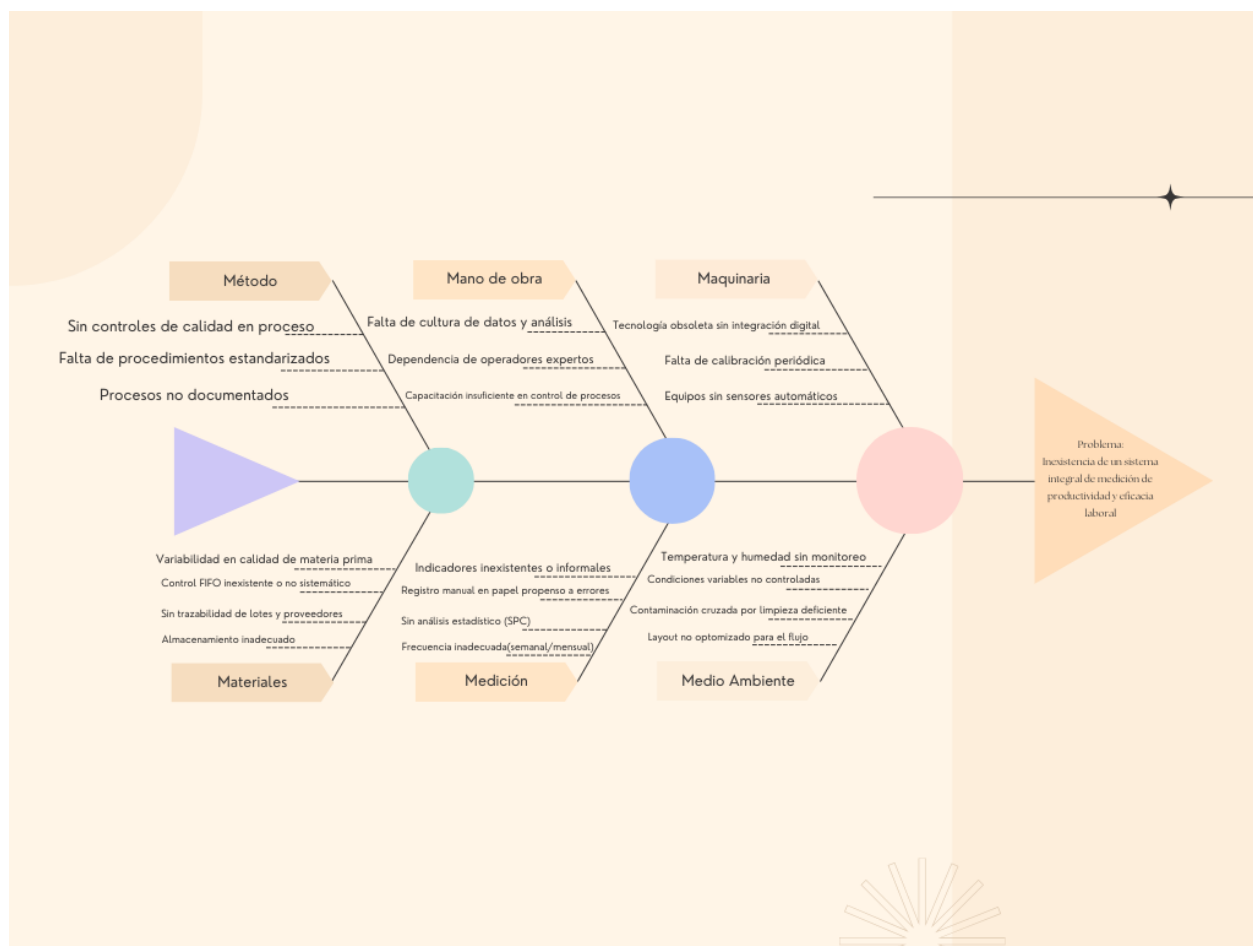 Método
Sin controles de calidad en proceso
Falta de procedimientos estandarizados
Procesos no documentados
Mano de obra
Falta de cultura de datos y análisis
Dependencia de operadores expertos
Capacitación insuficiente en control de procesos
Maquinaria
Tecnología obsoleta sin integración digital
Falta de calibración periódica
Equipos sin sensores automáticos
Problema:
Inexistencia de un sistema
integral de medición de
productividad y eficacia
laboral
Variabilidad en calidad de materia prima
Control FIFO inexistente o no sistemático
Sin trazabilidad de lotes y proveedores
Almacenamiento inadecuado
Materiales
Indicadores inexistentes o informales
Registro manual en papel propenso a errores
Sin análisis estadístico (SPC)
Frecuencia inadecuada(semanal/mensual)
Medición
Temperatura y humedad sin monitoreo
Condiciones variables no controladas
Contaminación cruzada por limpieza deficiente
Layout no optomizado para el flujo
Medio Ambiente